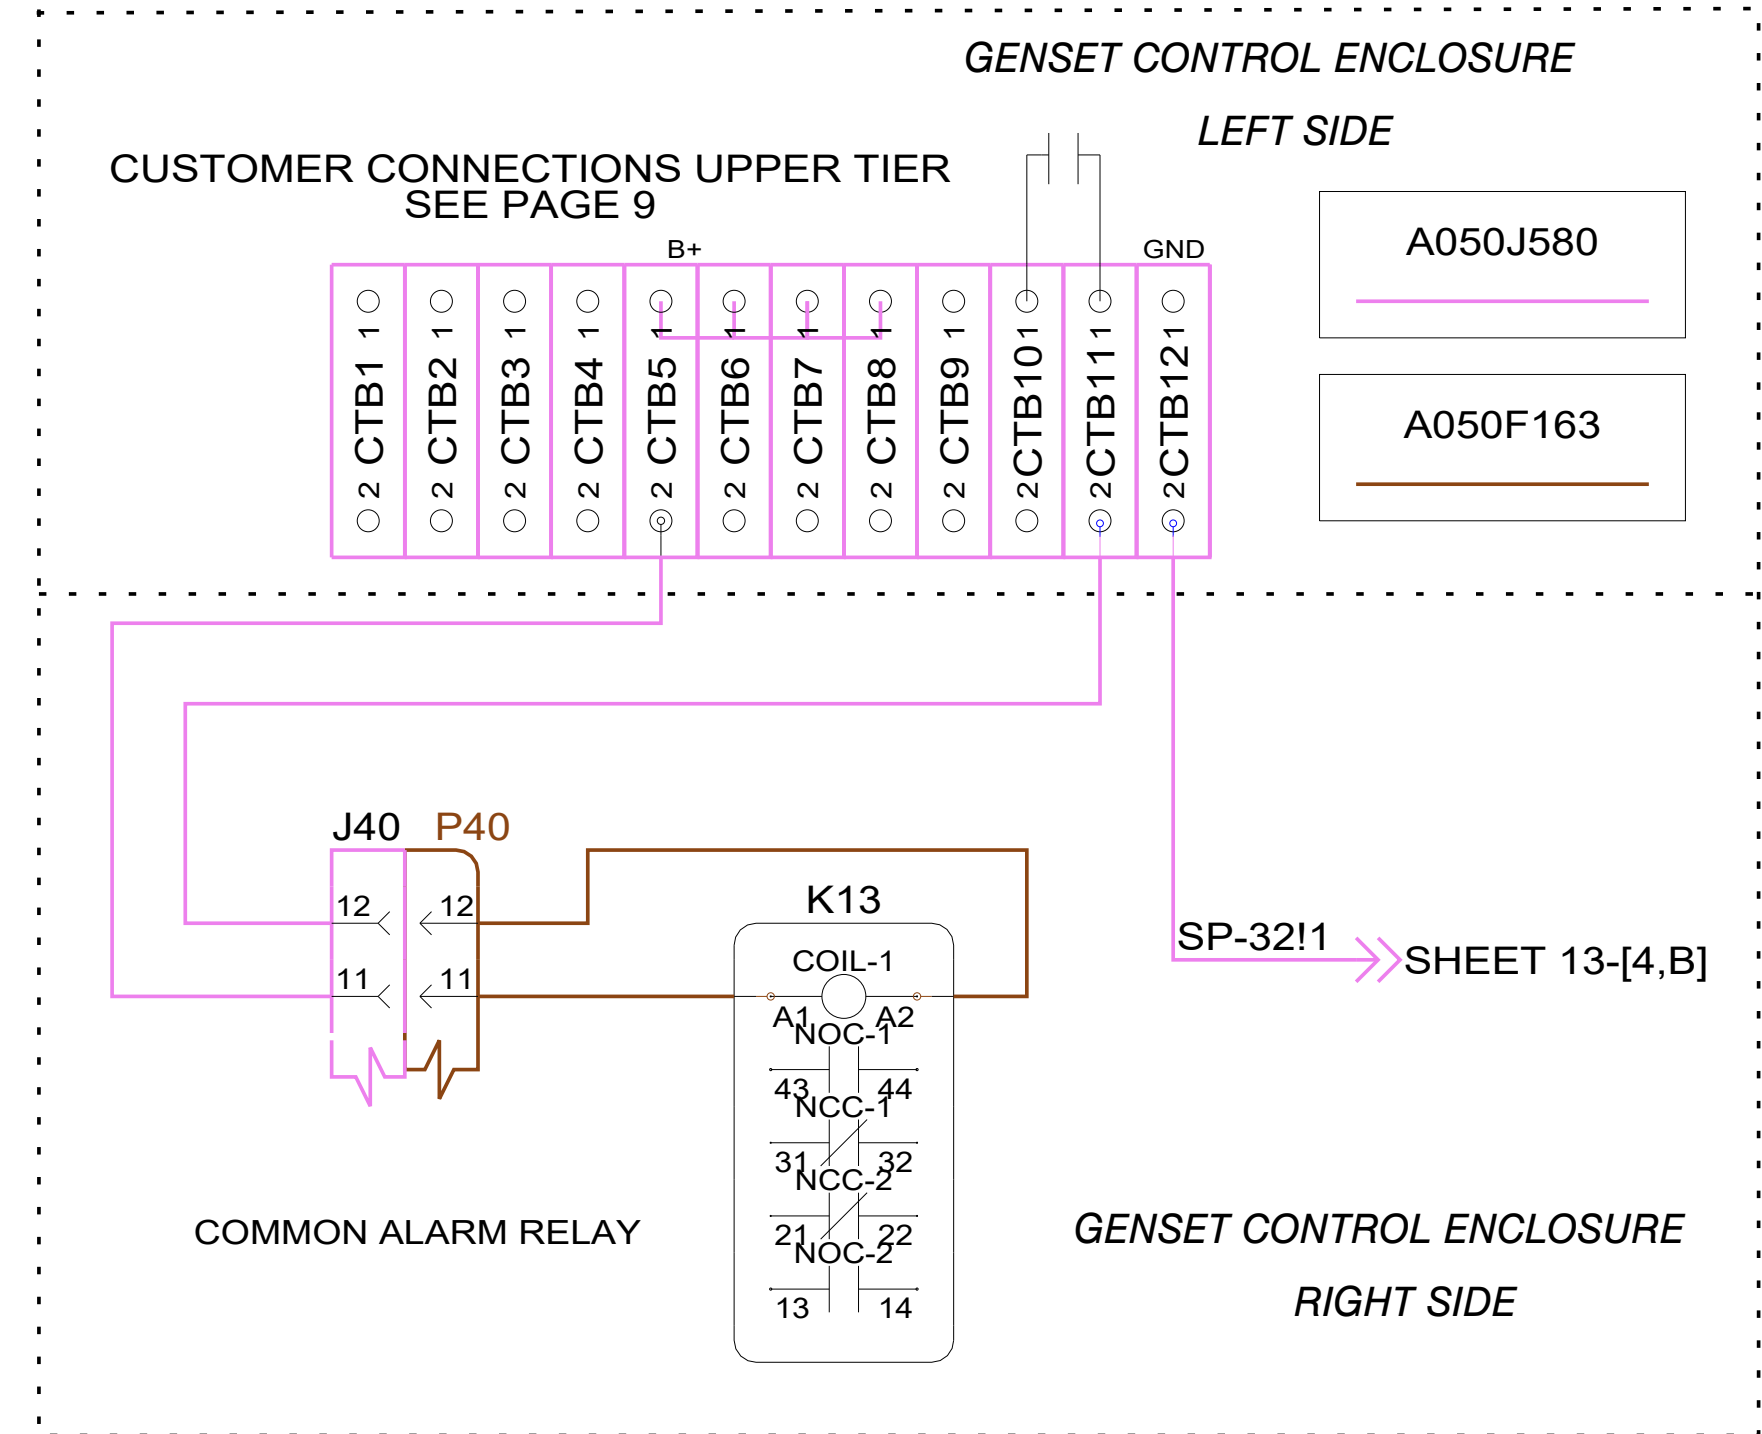 GENSET CONTROL ENCLOSURE
LEFT SIDE
CUSTOMER CONNECTIONS UPPER TIER
SEE PAGE 9
B+
GND
A050J580
A050F163
2 CTB1 1
2 CTB2 1
2 CTB3 1
2 CTB4 1
2 CTB5 1
2 CTB6 1
2 CTB7 1
2 CTB8 1
2 CTB9 1
2 CTB10 1
2 CTB11 1
2 CTB12 1
J40 P40
12 12
11 11
K13
COIL-1
A1 A2
NOC-1
43 44
NCC-1
31 32
NCC-2
21 22
NOC-2
13 14
SP-32!1
SHEET 13-[4,B]
COMMON ALARM RELAY
GENSET CONTROL ENCLOSURE
RIGHT SIDE